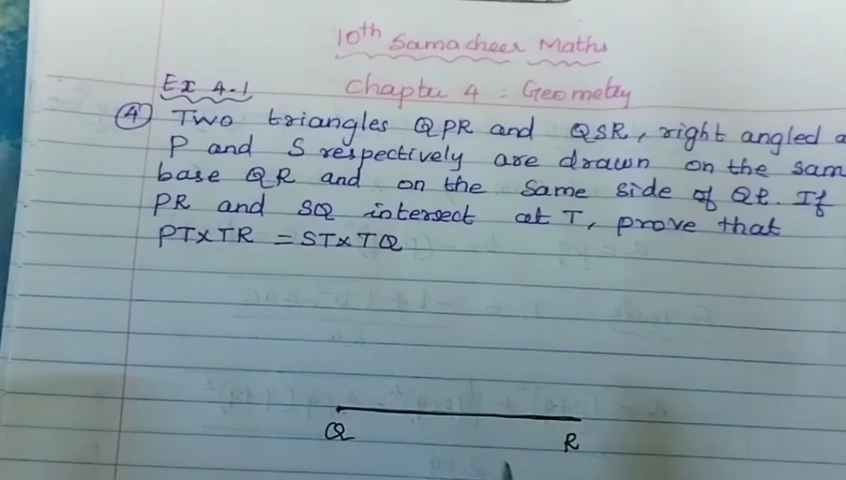 10th Samacheer Maths
Ex 4.1 Chapter 4 : Geometry
④ Two triangles QPR and QSR, right angled a
P and S respectively are drawn on the sam
base QR and on the same side of QR. If
PR and SQ intersect at T, prove that
PT×TR = ST×TQ
Q R